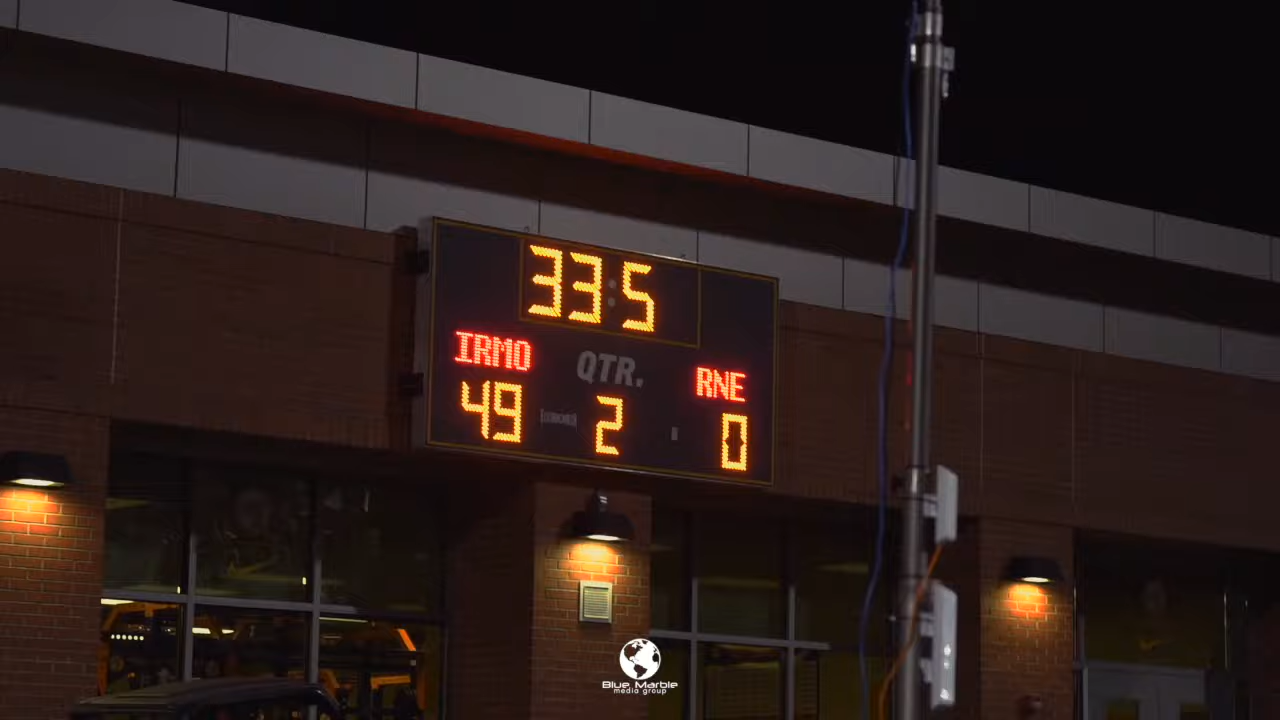 33:5
IRMO QTR. RNE
49 2 0
Blue Marble
media group